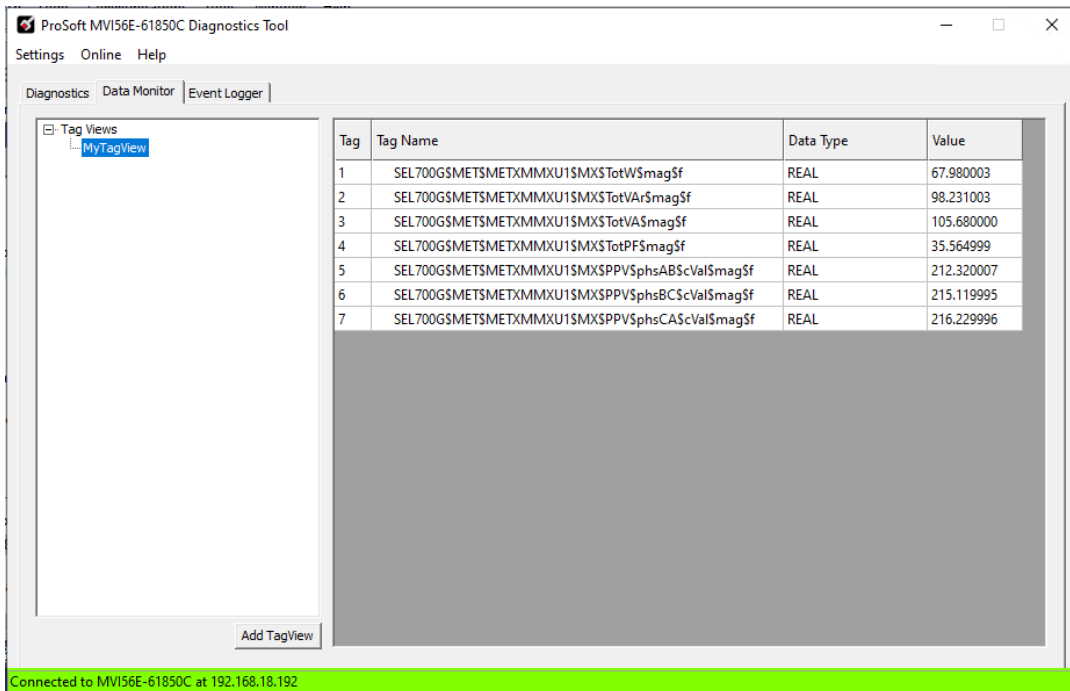 ProSoft MVI56E-61850C Diagnostics Tool
Settings Online Help
Diagnostics Data Monitor Event Logger
Tag Views
MyTagView
Tag Tag Name Data Type Value
1 SEL700G$MET$METXMMXU1$MX$TotW$mag$f REAL 67.980003
2 SEL700G$MET$METXMMXU1$MX$TotVAr$mag$f REAL 98.231003
3 SEL700G$MET$METXMMXU1$MX$TotVA$mag$f REAL 105.680000
4 SEL700G$MET$METXMMXU1$MX$TotPF$mag$f REAL 35.564999
5 SEL700G$MET$METXMMXU1$MX$PPV$phsAB$cVal$mag$f REAL 212.320007
6 SEL700G$MET$METXMMXU1$MX$PPV$phsBC$cVal$mag$f REAL 215.119995
7 SEL700G$MET$METXMMXU1$MX$PPV$phsCA$cVal$mag$f REAL 216.229996
Add TagView
Connected to MVI56E-61850C at 192.168.18.192